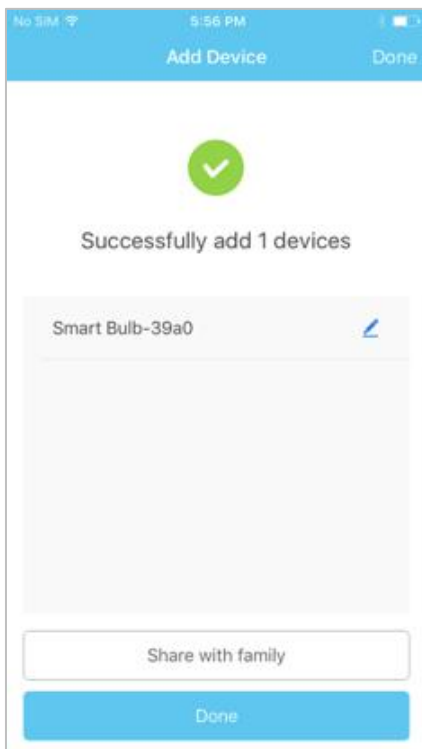 No SIM 5:56 PM
Add Device Done
Successfully add 1 devices
Smart Bulb-39a0
Share with family
Done